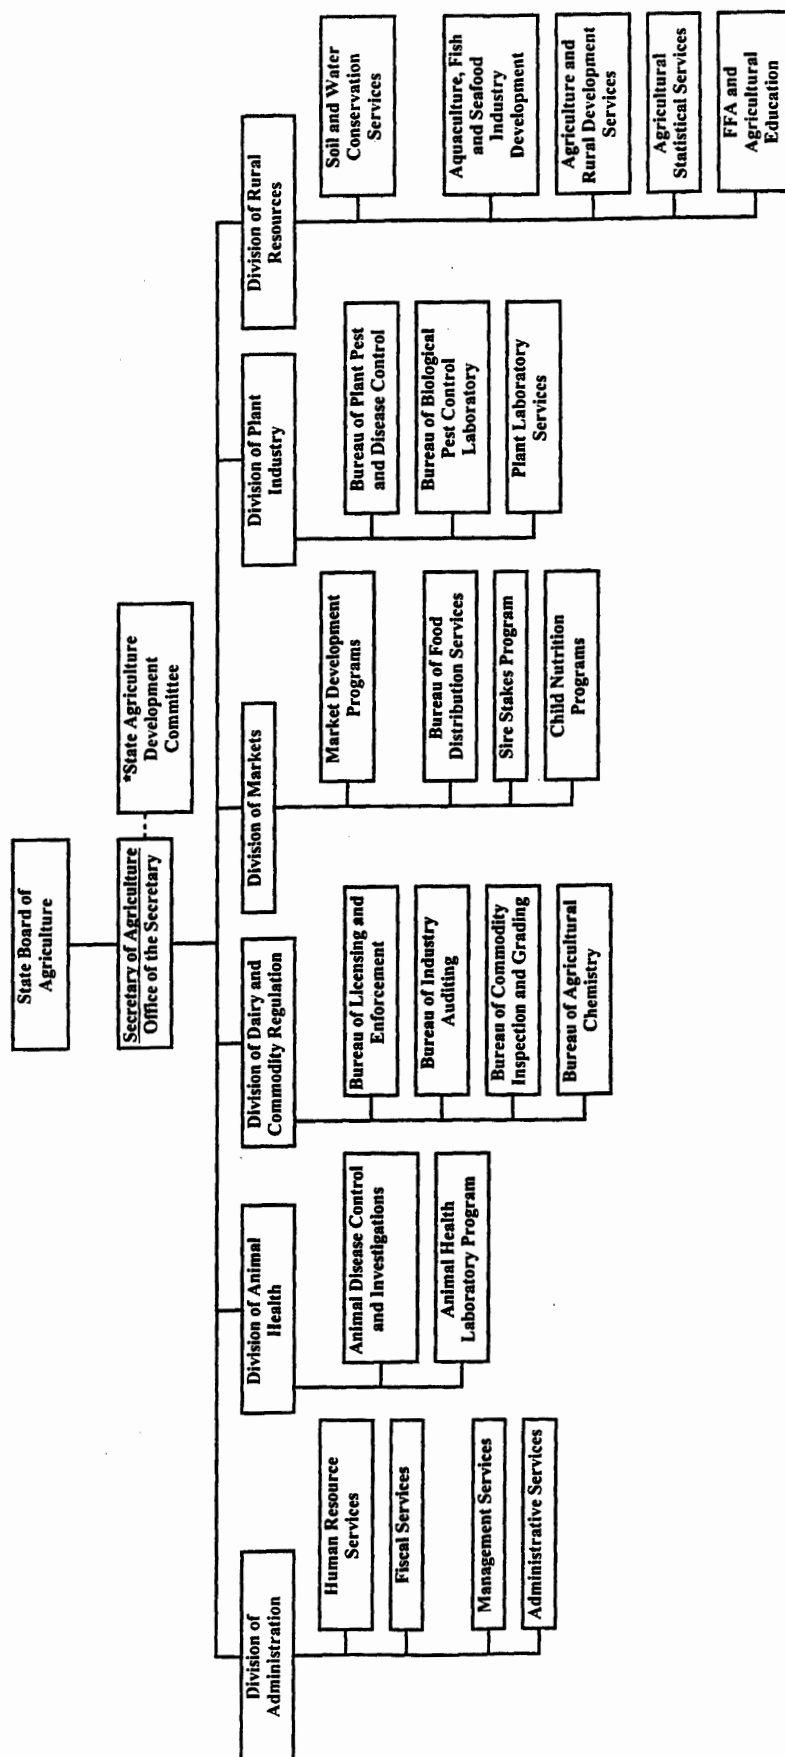 State Board of
Agriculture
Secretary of Agriculture
Office of the Secretary
*State Agriculture
Development
Committee
Division of
Administration
Human Resource
Services
Fiscal Services
Management Services
Administrative Services
Division of Animal
Health
Animal Disease Control
and Investigations
Animal Health
Laboratory Program
Division of Dairy and
Commodity Regulation
Bureau of Licensing and
Enforcement
Bureau of Industry
Auditing
Bureau of Commodity
Inspection and Grading
Bureau of Agricultural
Chemistry
Division of Markets
Market Development
Programs
Bureau of Food
Distribution Services
Sire Stakes Program
Child Nutrition
Programs
Division of Plant
Industry
Bureau of Plant Pest
and Disease Control
Bureau of Biological
Pest Control
Laboratory
Plant Laboratory
Services
Division of Rural
Resources
Soil and Water
Conservation
Services
Aquaculture, Fish
and Seafood
Industry
Development
Agriculture and
Rural Development
Services
Agricultural
Statistical Services
FFA and
Agricultural
Education